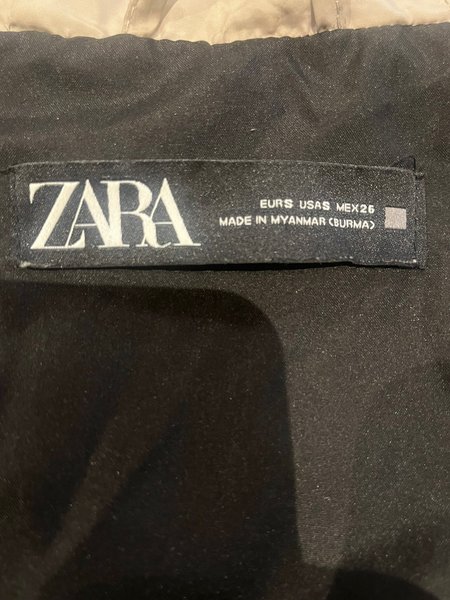 ZARA
EUR S USA S MEX 26
MADE IN MYANMAR (BURMA)